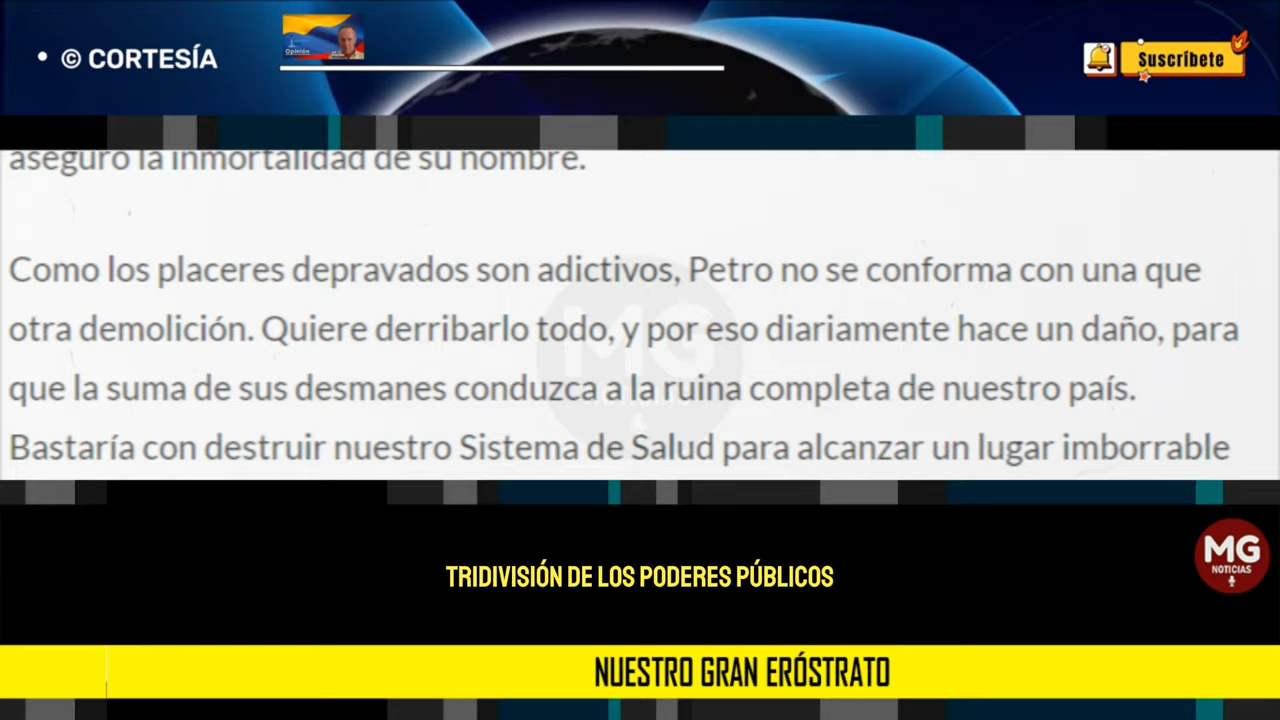 • © CORTESÍA
Opinión
Suscríbete
aseguró la inmortalidad de su nombre.
Como los placeres depravados son adictivos, Petro no se conforma con una que
otra demolición. Quiere derribarlo todo, y por eso diariamente hace un daño, para
que la suma de sus desmanes conduzca a la ruina completa de nuestro país.
Bastaría con destruir nuestro Sistema de Salud para alcanzar un lugar imborrable
MG
TRIDIVISIÓN DE LOS PODERES PÚBLICOS
MG
NOTICIAS
NUESTRO GRAN ERÓSTRATO